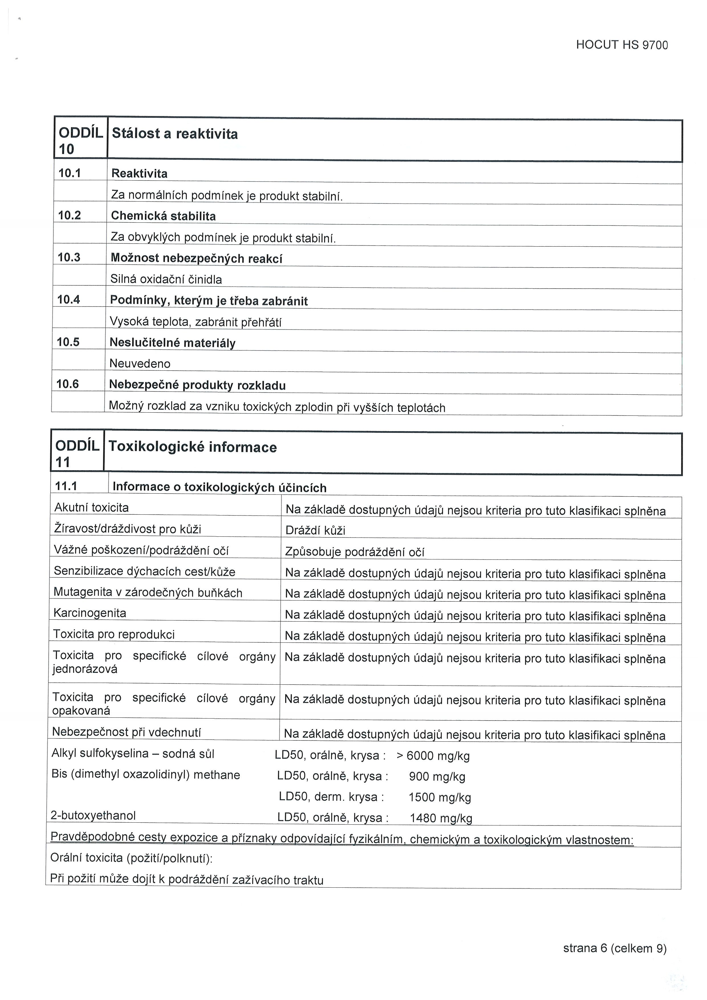 HOCUT HS 9700
ODDÍL Stálost a reaktivita
10
10.1 Reaktivita
Za normálních podmínek je produkt stabilní.
10.2 Chemická stabilita
Za obvyklých podmínek je produkt stabilní.
10.3 Možnost nebezpečných reakcí
Silná oxidační činidla
10.4 Podmínky, kterým je třeba zabránit
Vysoká teplota, zabránit přehřátí
10.5 Neslučitelné materiály
Neuvedeno
10.6 Nebezpečné produkty rozkladu
Možný rozklad za vzniku toxických zplodin při vyšších teplotách
ODDÍL Toxikologické informace
11
11.1 Informace o toxikologických účincích
Akutní toxicita Na základě dostupných údajů nejsou kriteria pro tuto klasifikaci splněna
Žíravost/dráždivost pro kůži Dráždí kůži
Vážné poškození/podráždění očí Způsobuje podráždění očí
Senzibilizace dýchacích cest/kůže Na základě dostupných údajů nejsou kriteria pro tuto klasifikaci splněna
Mutagenita v zárodečných buňkách Na základě dostupných údajů nejsou kriteria pro tuto klasifikaci splněna
Karcinogenita Na základě dostupných údajů nejsou kriteria pro tuto klasifikaci splněna
Toxicita pro reprodukci Na základě dostupných údajů nejsou kriteria pro tuto klasifikaci splněna
Toxicita pro specifické cílové orgány Na základě dostupných údajů nejsou kriteria pro tuto klasifikaci splněna
jednorázová
Toxicita pro specifické cílové orgány Na základě dostupných údajů nejsou kriteria pro tuto klasifikaci splněna
opakovaná
Nebezpečnost při vdechnutí Na základě dostupných údajů nejsou kriteria pro tuto klasifikaci splněna
Alkyl sulfokyselina – sodná sůl LD50, orálně, krysa : > 6000 mg/kg
Bis (dimethyl oxazolidinyl) methane LD50, orálně, krysa : 900 mg/kg
LD50, derm. krysa : 1500 mg/kg
2-butoxyethanol LD50, orálně, krysa : 1480 mg/kg
Pravděpodobné cesty expozice a příznaky odpovídající fyzikálním, chemickým a toxikologickým vlastnostem:
Orální toxicita (požití/polknutí):
Při požití může dojít k podráždění zažívacího traktu
strana 6 (celkem 9)